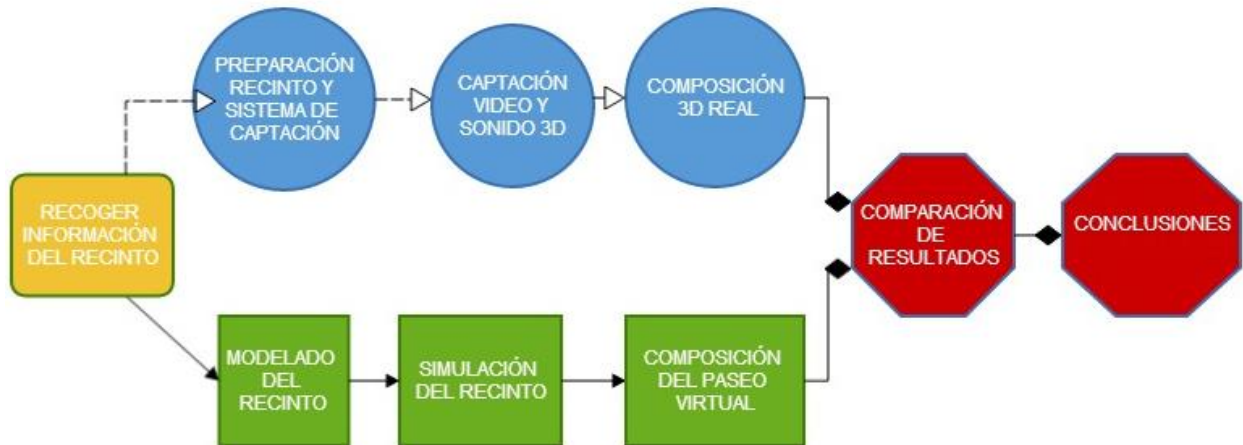 PREPARACIÓN
RECINTO Y
SISTEMA DE
CAPTACIÓN
CAPTACIÓN
VIDEO Y
SONIDO 3D
COMPOSICIÓN
3D REAL
RECOGER
INFORMACIÓN
DEL RECINTO
COMPARACIÓN
DE
RESULTADOS
CONCLUSIONES
MODELADO
DEL
RECINTO
SIMULACIÓN
DEL RECINTO
COMPOSICIÓN
DEL PASEO
VIRTUAL